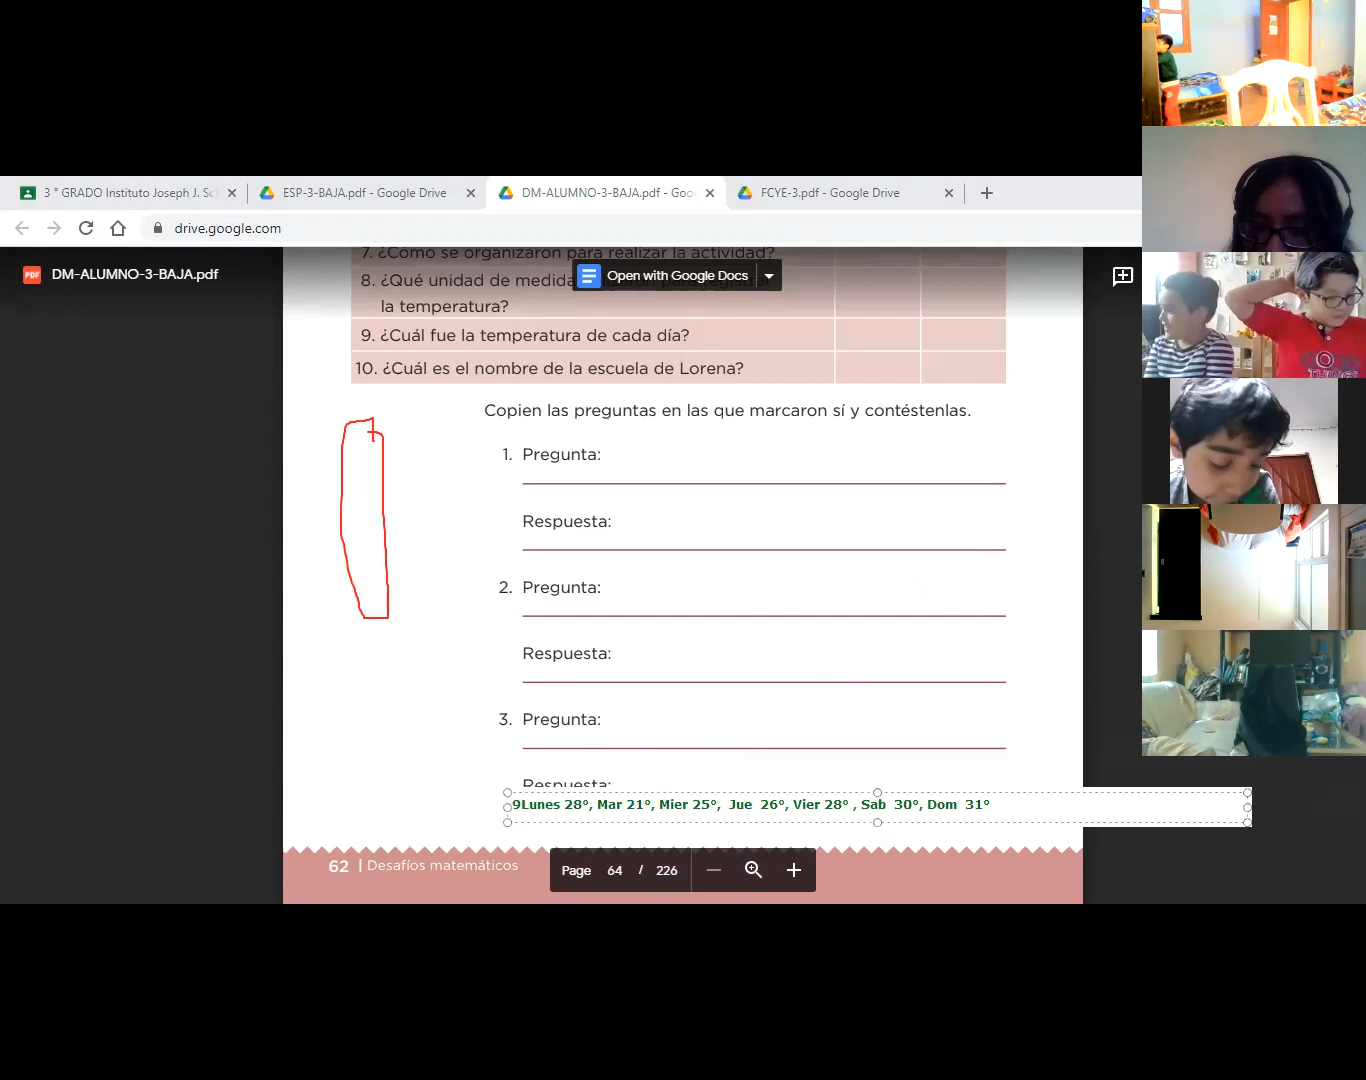 3 ° GRADO Instituto Joseph J. Sc
ESP-3-BAJA.pdf - Google Drive
DM-ALUMNO-3-BAJA.pdf - Goo
FCYE-3.pdf - Google Drive
drive.google.com
DM-ALUMNO-3-BAJA.pdf
Open with Google Docs
7. ¿Cómo se organizaron para realizar la actividad?
8. ¿Qué unidad de medida
la temperatura?
9. ¿Cuál fue la temperatura de cada día?
10. ¿Cuál es el nombre de la escuela de Lorena?
Copien las preguntas en las que marcaron sí y contéstenlas.
1. Pregunta:
Respuesta:
2. Pregunta:
Respuesta:
3. Pregunta:
Respuesta:
9Lunes 28°, Mar 21°, Mier 25°, Jue 26°, Vier 28° , Sab 30°, Dom 31°
62 | Desafíos matemáticos
Page 64 / 226